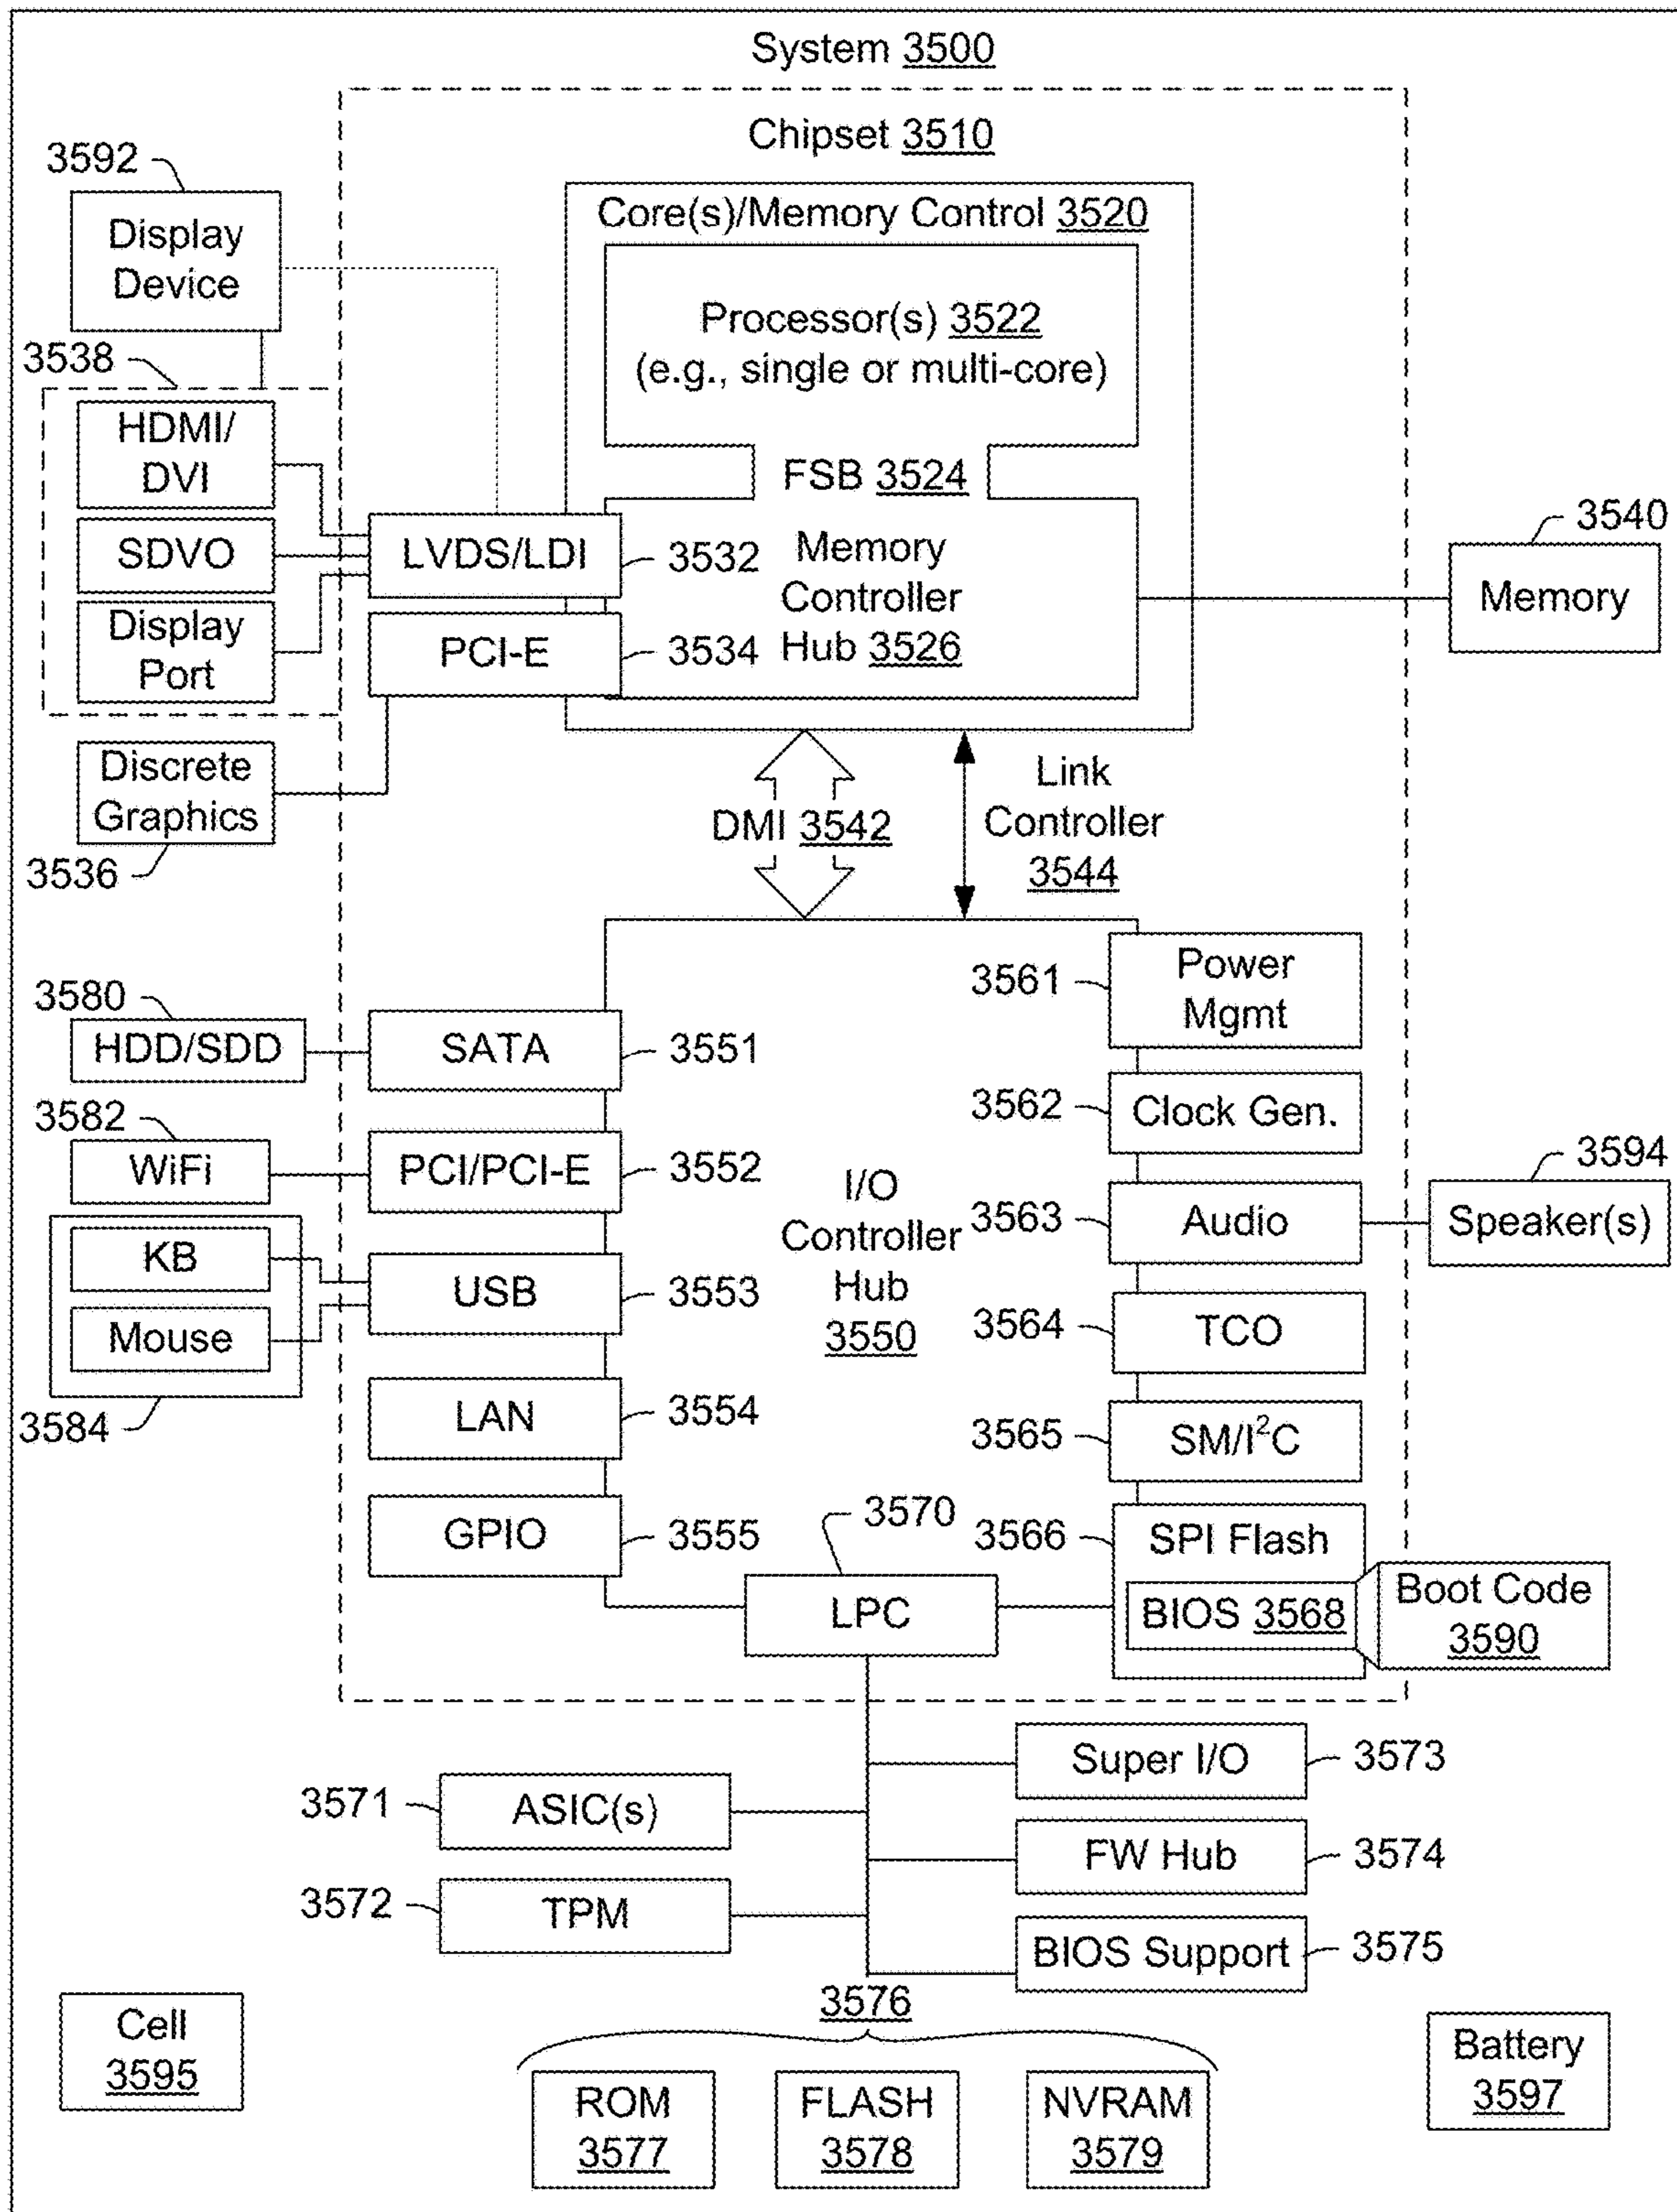 System 3500
Chipset 3510
3592
Display
Device
Core(s)/Memory Control 3520
Processor(s) 3522
(e.g., single or multi-core)
3538
HDMI/
DVI
SDVO
Display
Port
FSB 3524
LVDS/LDI
3532
Memory
Controller
Hub 3526
PCI-E
3534
3540
Memory
Discrete
Graphics
3536
DMI 3542
Link
Controller
3544
3580
HDD/SDD
SATA
3551
3561
Power
Mgmt
3582
WiFi
PCI/PCI-E
3552
3562
Clock Gen.
I/O
Controller
Hub
3550
3563
Audio
3594
Speaker(s)
KB
Mouse
3584
USB
3553
3564
TCO
LAN
3554
3565
SM/I²C
GPIO
3555
3570
LPC
3566
SPI Flash
BIOS 3568
Boot Code
3590
Super I/O
3573
3571
ASIC(s)
FW Hub
3574
3572
TPM
BIOS Support
3575
3576
Cell
3595
ROM
3577
FLASH
3578
NVRAM
3579
Battery
3597